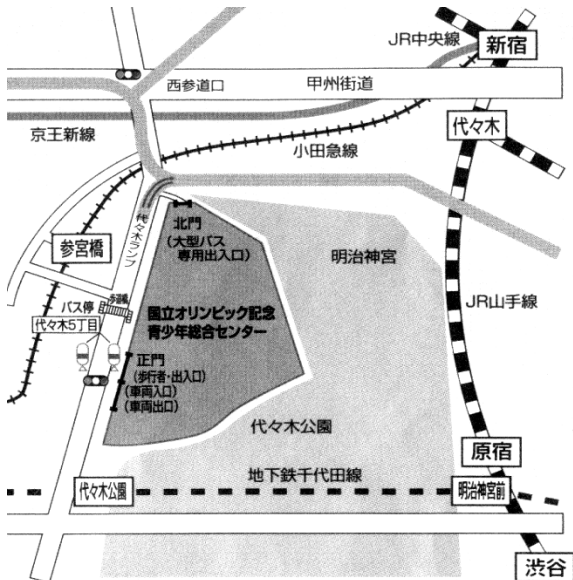 JR中央線
新宿
西参道口
甲州街道
代々木
京王新線
小田急線
代々木ランプ
北門
(大型バス
専用出入口)
明治神宮
参宮橋
歩道橋
バス停
代々木5丁目
国立オリンピック記念
青少年総合センター
JR山手線
正門
(歩行者・出入口)
(車両入口)
(車両出口)
代々木公園
原宿
地下鉄千代田線
代々木公園
明治神宮前
渋谷